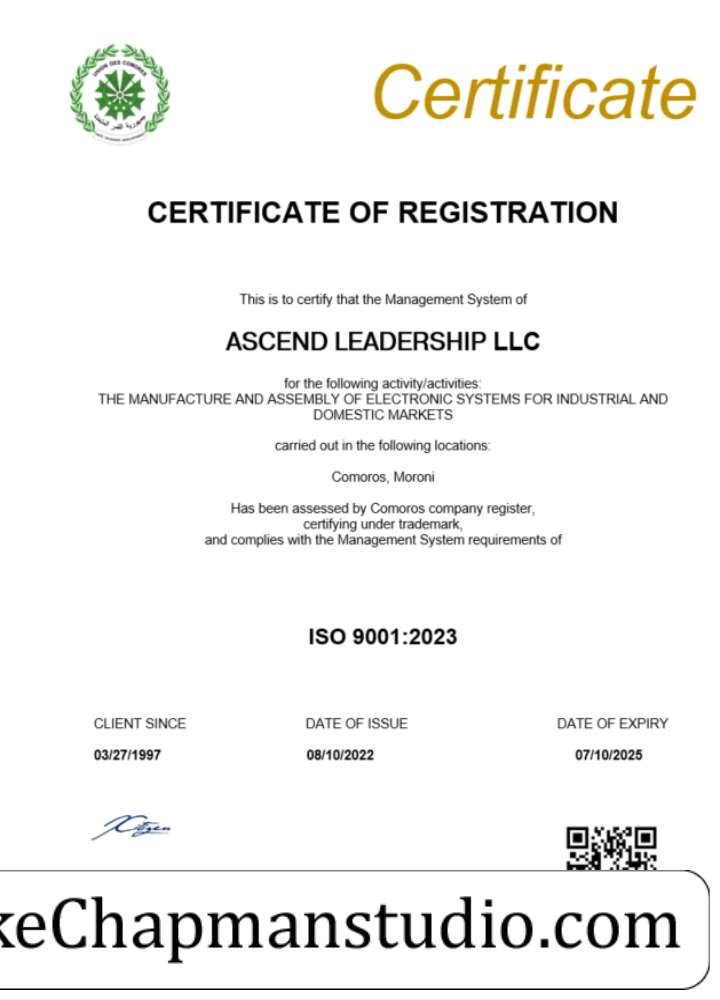 UNION DES COMORES
Certificate
CERTIFICATE OF REGISTRATION
This is to certify that the Management System of
ASCEND LEADERSHIP LLC
for the following activity/activities:
THE MANUFACTURE AND ASSEMBLY OF ELECTRONIC SYSTEMS FOR INDUSTRIAL AND
DOMESTIC MARKETS
carried out in the following locations:
Comoros, Moroni
Has been assessed by Comoros company register,
certifying under trademark,
and complies with the Management System requirements of
ISO 9001:2023
CLIENT SINCE DATE OF ISSUE DATE OF EXPIRY
03/27/1997 08/10/2022 07/10/2025
keChapmanstudio.com